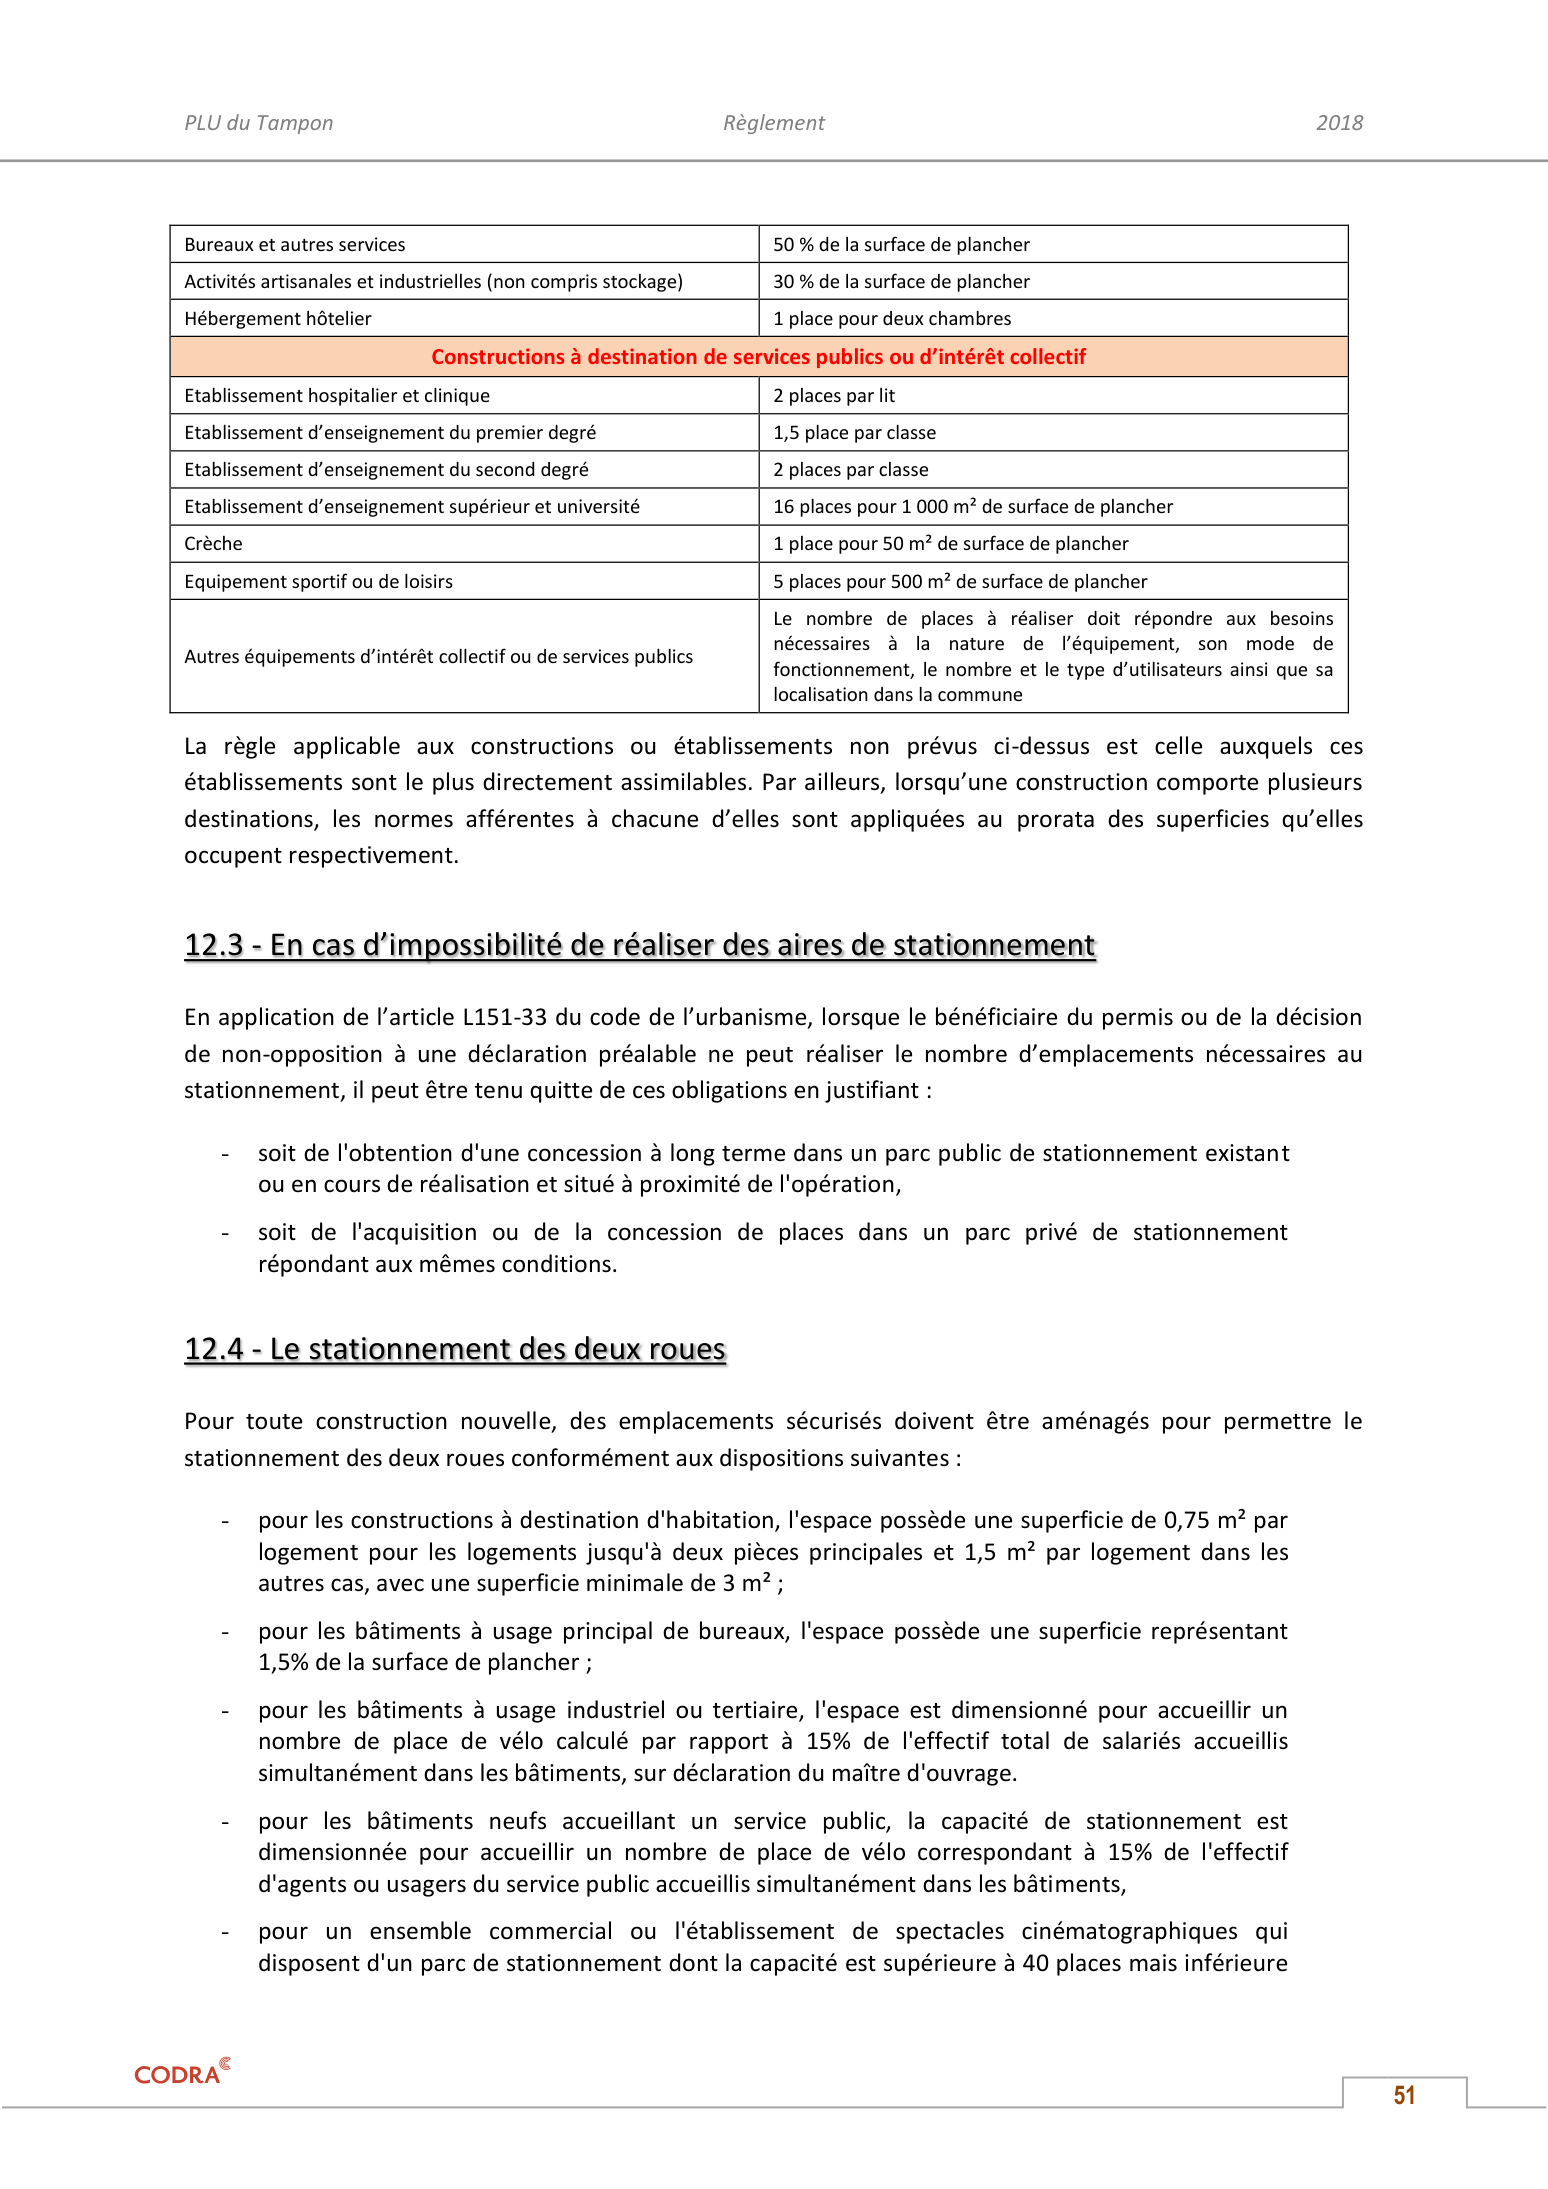 PLU du Tampon Règlement 2018
Bureaux et autres services 50 % de la surface de plancher
Activités artisanales et industrielles (non compris stockage) 30 % de la surface de plancher
Hébergement hôtelier 1 place pour deux chambres
Constructions à destination de services publics ou d’intérêt collectif
Etablissement hospitalier et clinique 2 places par lit
Etablissement d’enseignement du premier degré 1,5 place par classe
Etablissement d’enseignement du second degré 2 places par classe
Etablissement d’enseignement supérieur et université 16 places pour 1 000 m² de surface de plancher
Crèche 1 place pour 50 m² de surface de plancher
Equipement sportif ou de loisirs 5 places pour 500 m² de surface de plancher
Autres équipements d’intérêt collectif ou de services publics
Le nombre de places à réaliser doit répondre aux besoins
nécessaires à la nature de l’équipement, son mode de
fonctionnement, le nombre et le type d’utilisateurs ainsi que sa
localisation dans la commune
La règle applicable aux constructions ou établissements non prévus ci-dessus est celle auxquels ces
établissements sont le plus directement assimilables. Par ailleurs, lorsqu’une construction comporte plusieurs
destinations, les normes afférentes à chacune d’elles sont appliquées au prorata des superficies qu’elles
occupent respectivement.
12.3 - En cas d’impossibilité de réaliser des aires de stationnement
En application de l’article L151-33 du code de l’urbanisme, lorsque le bénéficiaire du permis ou de la décision
de non-opposition à une déclaration préalable ne peut réaliser le nombre d’emplacements nécessaires au
stationnement, il peut être tenu quitte de ces obligations en justifiant :
- soit de l'obtention d'une concession à long terme dans un parc public de stationnement existant
ou en cours de réalisation et situé à proximité de l'opération,
- soit de l'acquisition ou de la concession de places dans un parc privé de stationnement
répondant aux mêmes conditions.
12.4 - Le stationnement des deux roues
Pour toute construction nouvelle, des emplacements sécurisés doivent être aménagés pour permettre le
stationnement des deux roues conformément aux dispositions suivantes :
- pour les constructions à destination d'habitation, l'espace possède une superficie de 0,75 m² par
logement pour les logements jusqu'à deux pièces principales et 1,5 m² par logement dans les
autres cas, avec une superficie minimale de 3 m² ;
- pour les bâtiments à usage principal de bureaux, l'espace possède une superficie représentant
1,5% de la surface de plancher ;
- pour les bâtiments à usage industriel ou tertiaire, l'espace est dimensionné pour accueillir un
nombre de place de vélo calculé par rapport à 15% de l'effectif total de salariés accueillis
simultanément dans les bâtiments, sur déclaration du maître d'ouvrage.
- pour les bâtiments neufs accueillant un service public, la capacité de stationnement est
dimensionnée pour accueillir un nombre de place de vélo correspondant à 15% de l'effectif
d'agents ou usagers du service public accueillis simultanément dans les bâtiments,
- pour un ensemble commercial ou l'établissement de spectacles cinématographiques qui
disposent d'un parc de stationnement dont la capacité est supérieure à 40 places mais inférieure
CODRA
51